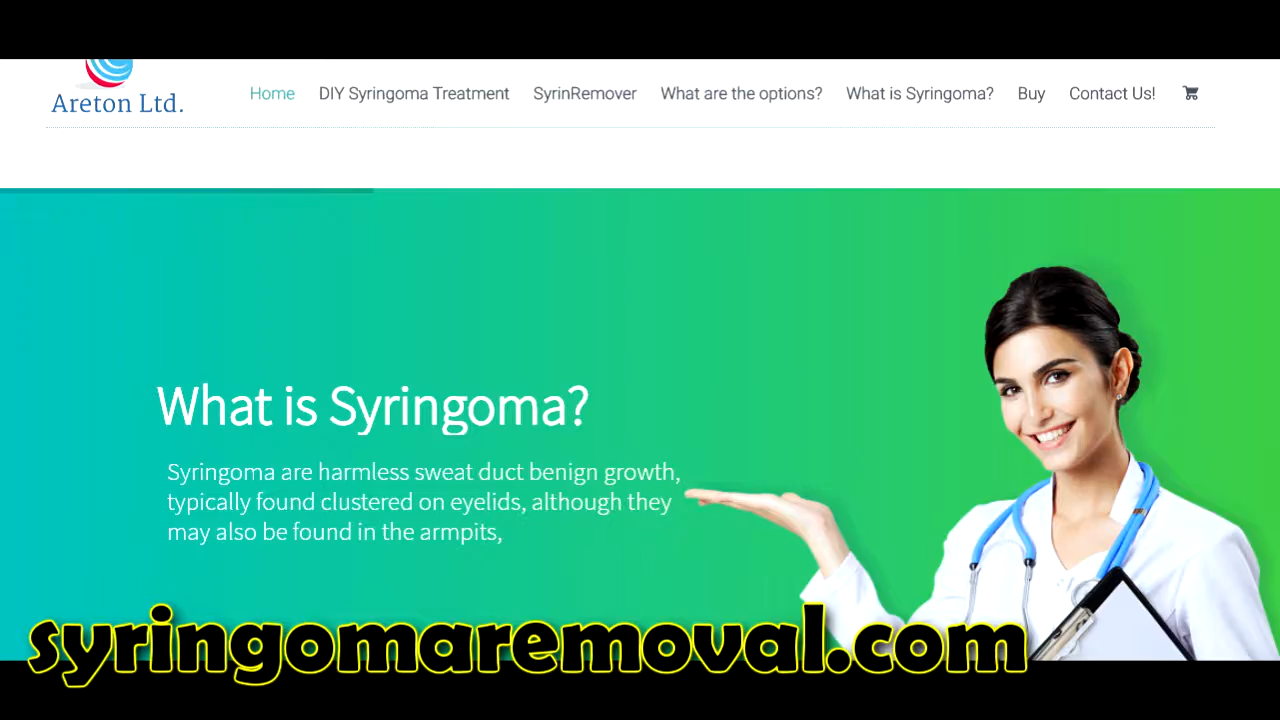 Areton Ltd.
Home DIY Syringoma Treatment SyrinRemover What are the options? What is Syringoma? Buy Contact Us!
What is Syringoma?
Syringoma are harmless sweat duct benign growth,
typically found clustered on eyelids, although they
may also be found in the armpits,
syringomaremoval.com